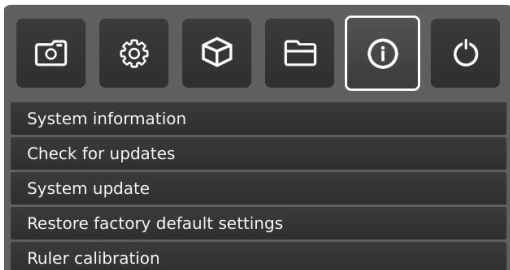 System information
Check for updates
System update
Restore factory default settings
Ruler calibration